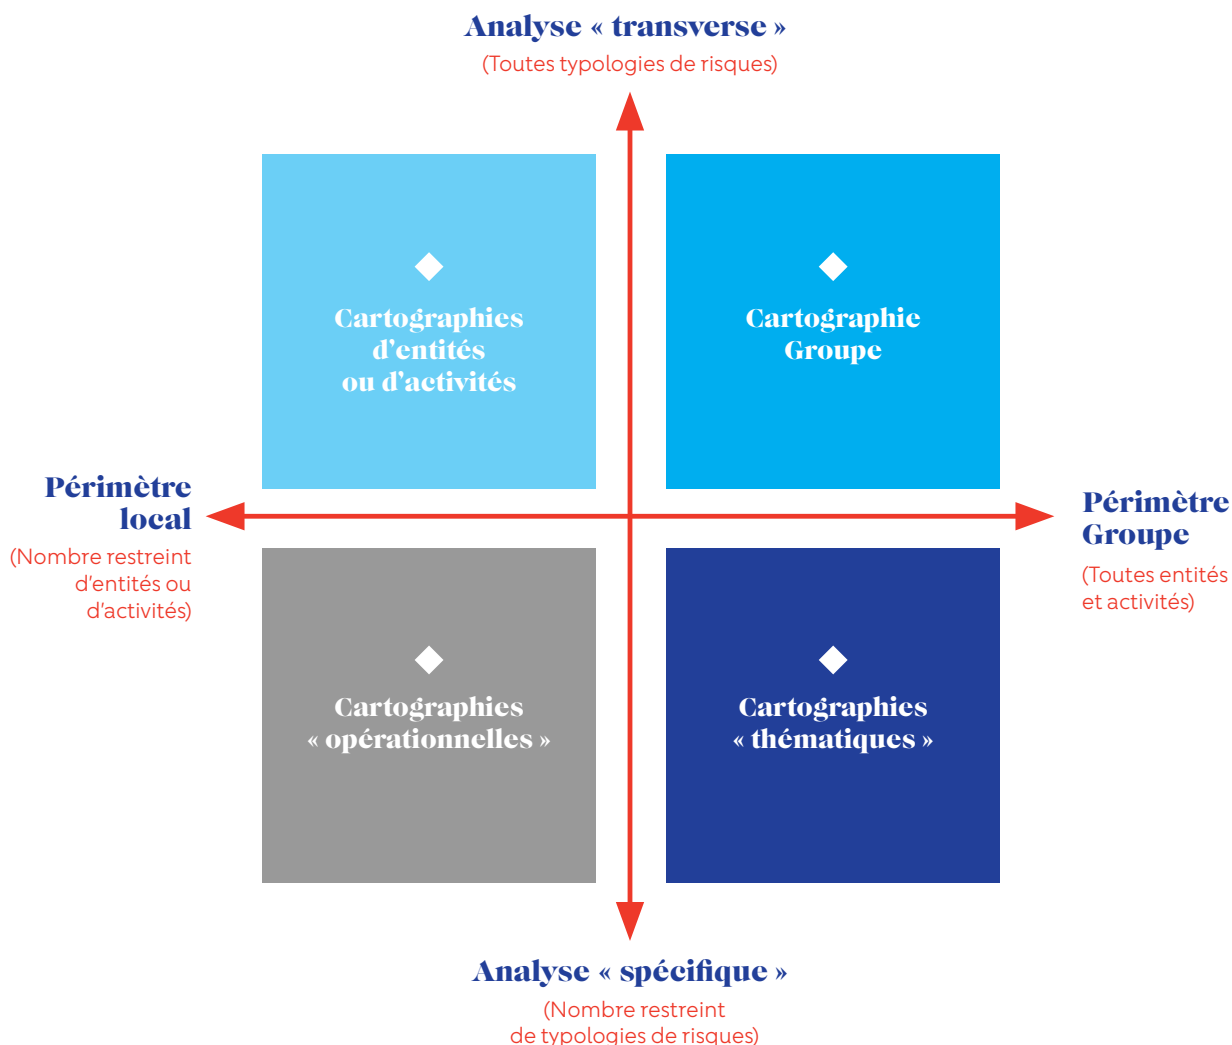 Analyse « transverse »
(Toutes typologies de risques)
Cartographies
d'entités
ou d'activités
Cartographie
Groupe
Périmètre
local
(Nombre restreint
d'entités ou
d'activités)
Périmètre
Groupe
(Toutes entités
et activités)
Cartographies
« opérationnelles »
Cartographies
« thématiques »
Analyse « spécifique »
(Nombre restreint
de typologies de risques)